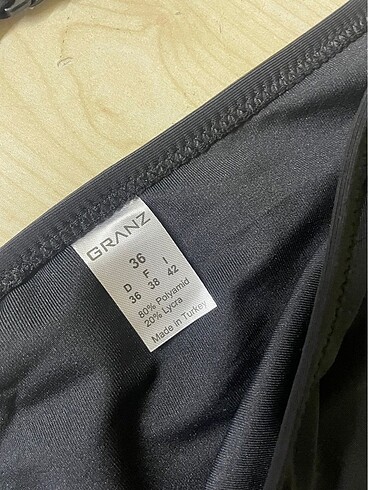 GRANZ
36
D F I
36 38 42
80% Polyamid
20% Lycra
Made in Turkey